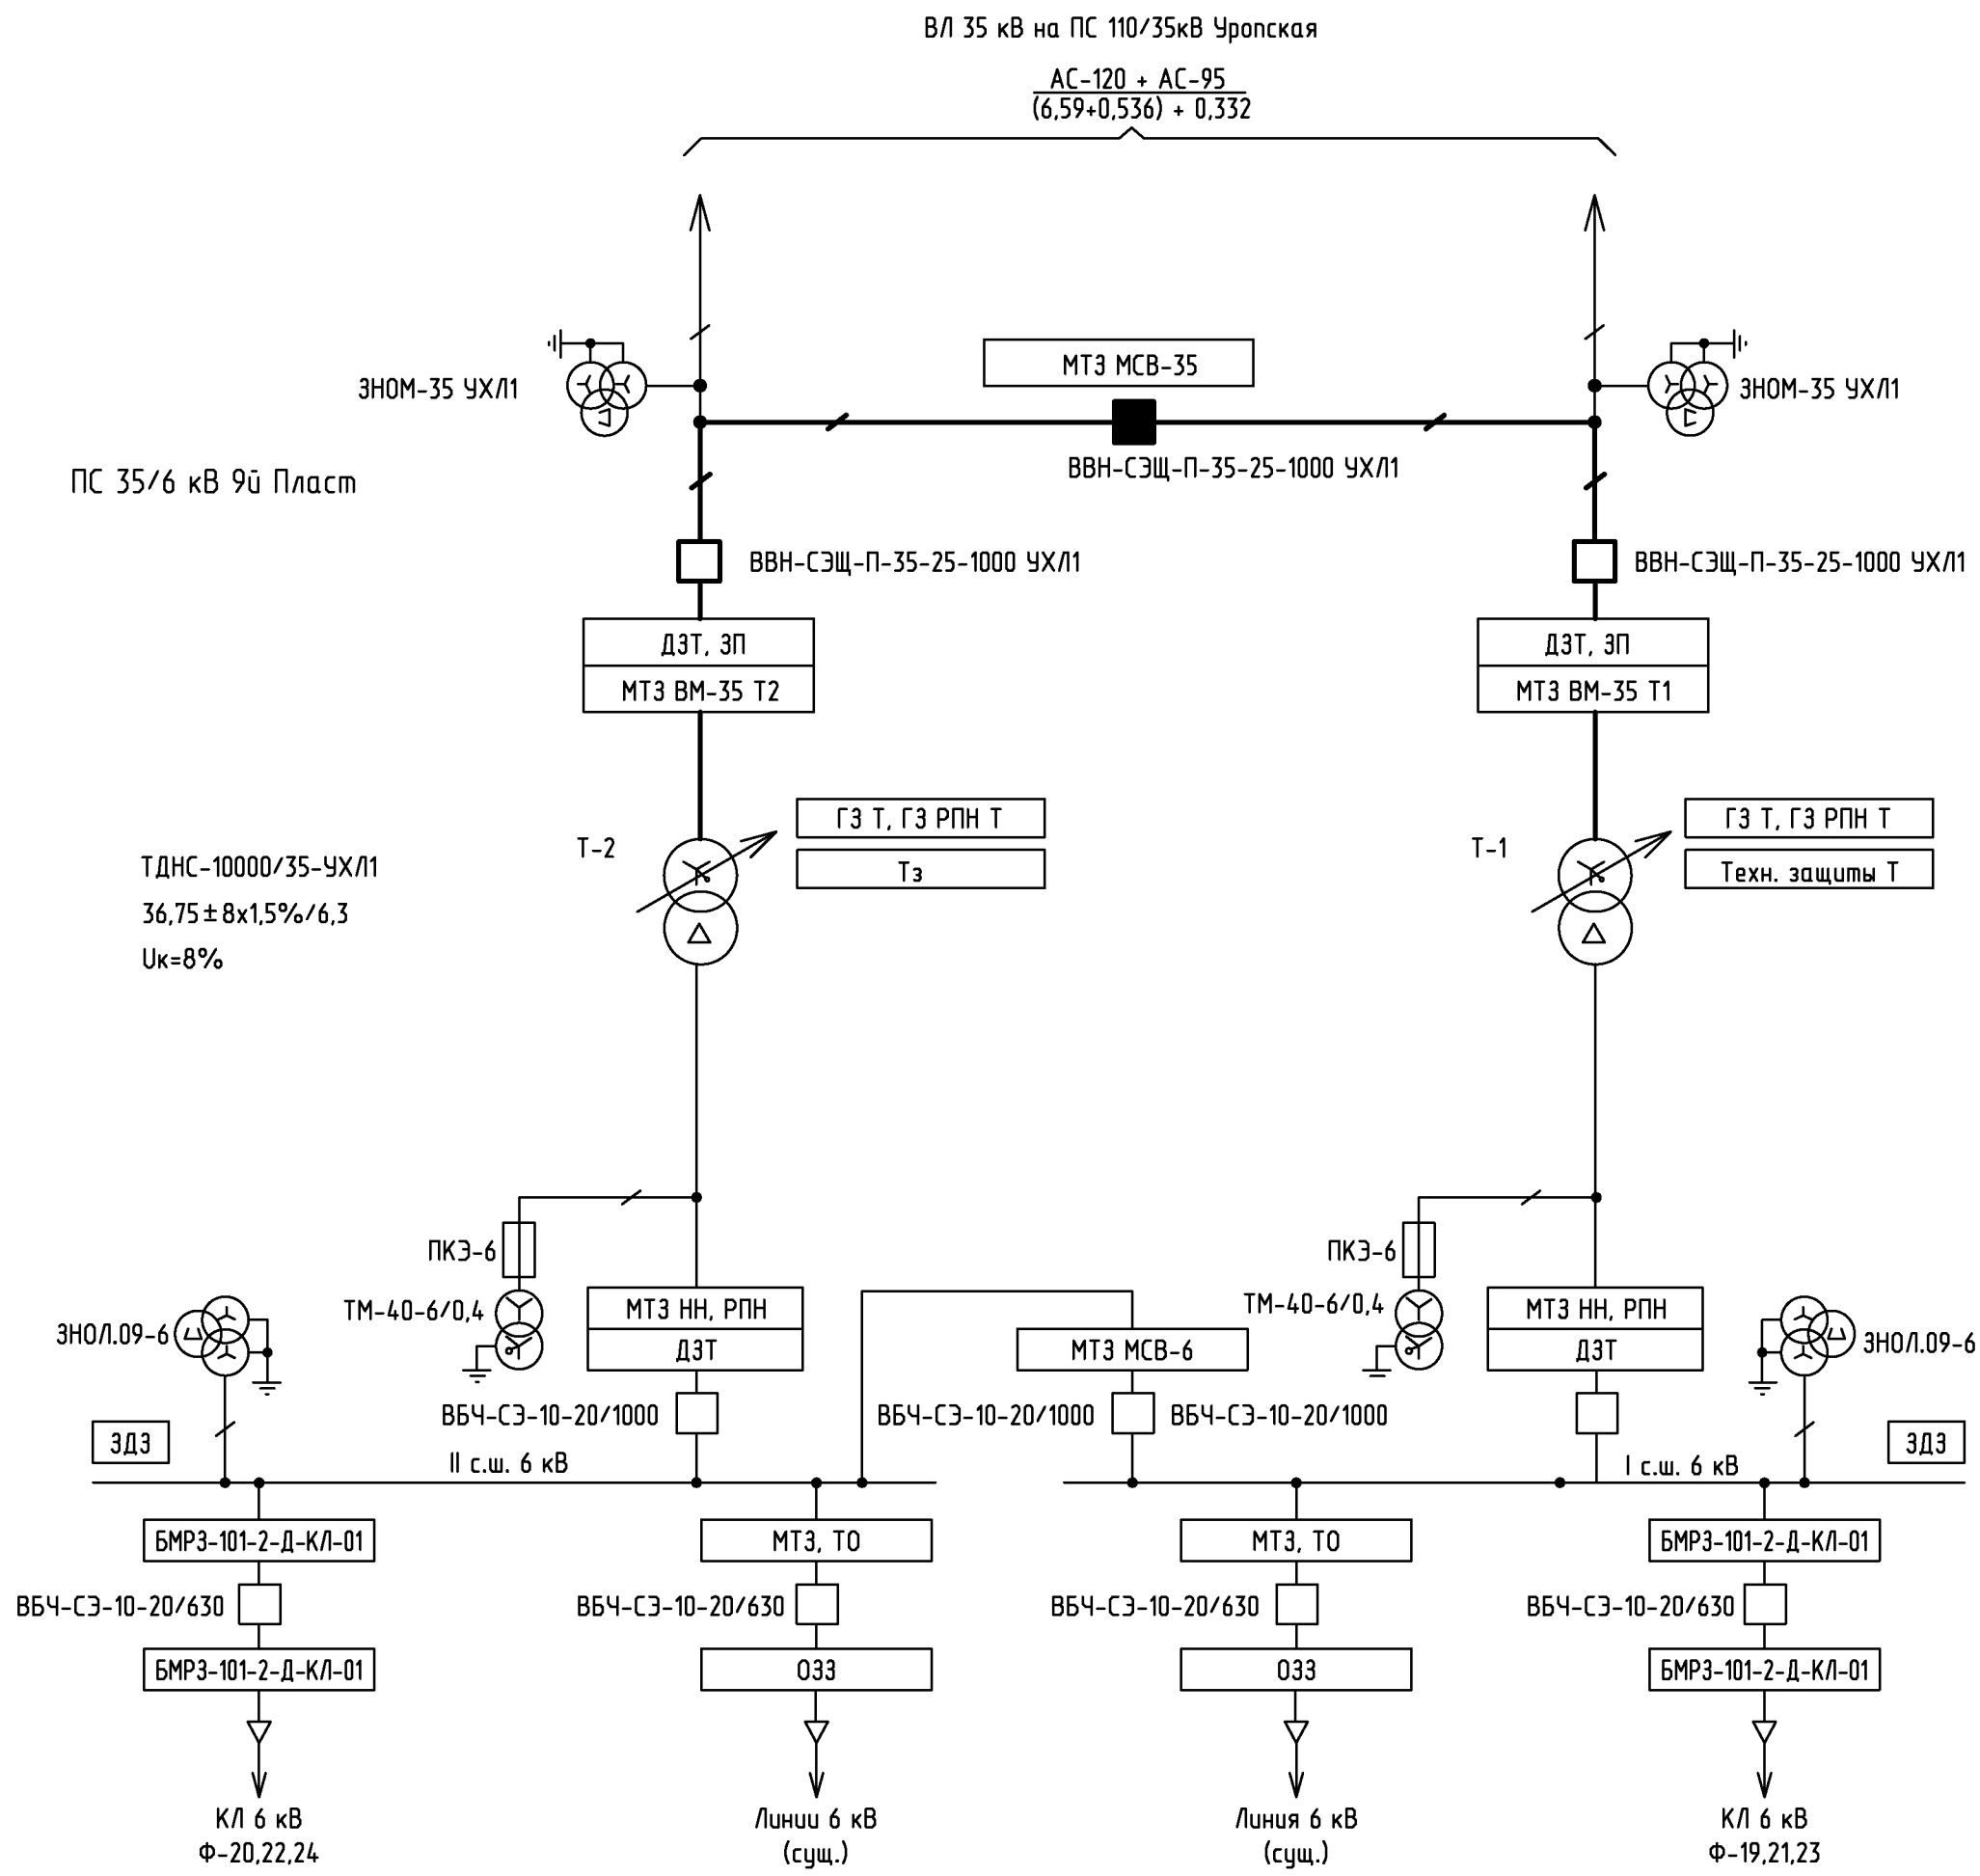 ВЛ 35 кВ на ПС 110/35кВ Уропская
АС-120 + АС-95
(6,59+0,536) + 0,332
МТЗ МСВ-35
ЗНОМ-35 УХЛ1
ЗНОМ-35 УХЛ1
ВВН-СЭЩ-П-35-25-1000 УХЛ1
ПС 35/6 кВ 9й Пласт
ВВН-СЭЩ-П-35-25-1000 УХЛ1
ВВН-СЭЩ-П-35-25-1000 УХЛ1
ДЗТ, ЗП
МТЗ ВМ-35 Т2
ДЗТ, ЗП
МТЗ ВМ-35 Т1
Т-2
ГЗ Т, ГЗ РПН Т
Тз
Т-1
ГЗ Т, ГЗ РПН Т
Техн. защиты Т
ТДНС-10000/35-УХЛ1
36,75±8х1,5%/6,3
Uк=8%
ПКЭ-6
ПКЭ-6
ТМ-40-6/0,4
МТЗ НН, РПН
ДЗТ
ТМ-40-6/0,4
МТЗ НН, РПН
ДЗТ
ЗНОЛ.09-6
МТЗ МСВ-6
ЗНОЛ.09-6
ВБЧ-СЭ-10-20/1000
ВБЧ-СЭ-10-20/1000
ВБЧ-СЭ-10-20/1000
ЗДЗ
ЗДЗ
II с.ш. 6 кВ
I с.ш. 6 кВ
БМРЗ-101-2-Д-КЛ-01
МТЗ, ТО
МТЗ, ТО
БМРЗ-101-2-Д-КЛ-01
ВБЧ-СЭ-10-20/630
ВБЧ-СЭ-10-20/630
ВБЧ-СЭ-10-20/630
ВБЧ-СЭ-10-20/630
БМРЗ-101-2-Д-КЛ-01
ОЗЗ
ОЗЗ
БМРЗ-101-2-Д-КЛ-01
КЛ 6 кВ
Ф-20,22,24
Линии 6 кВ
(сущ.)
Линия 6 кВ
(сущ.)
КЛ 6 кВ
Ф-19,21,23